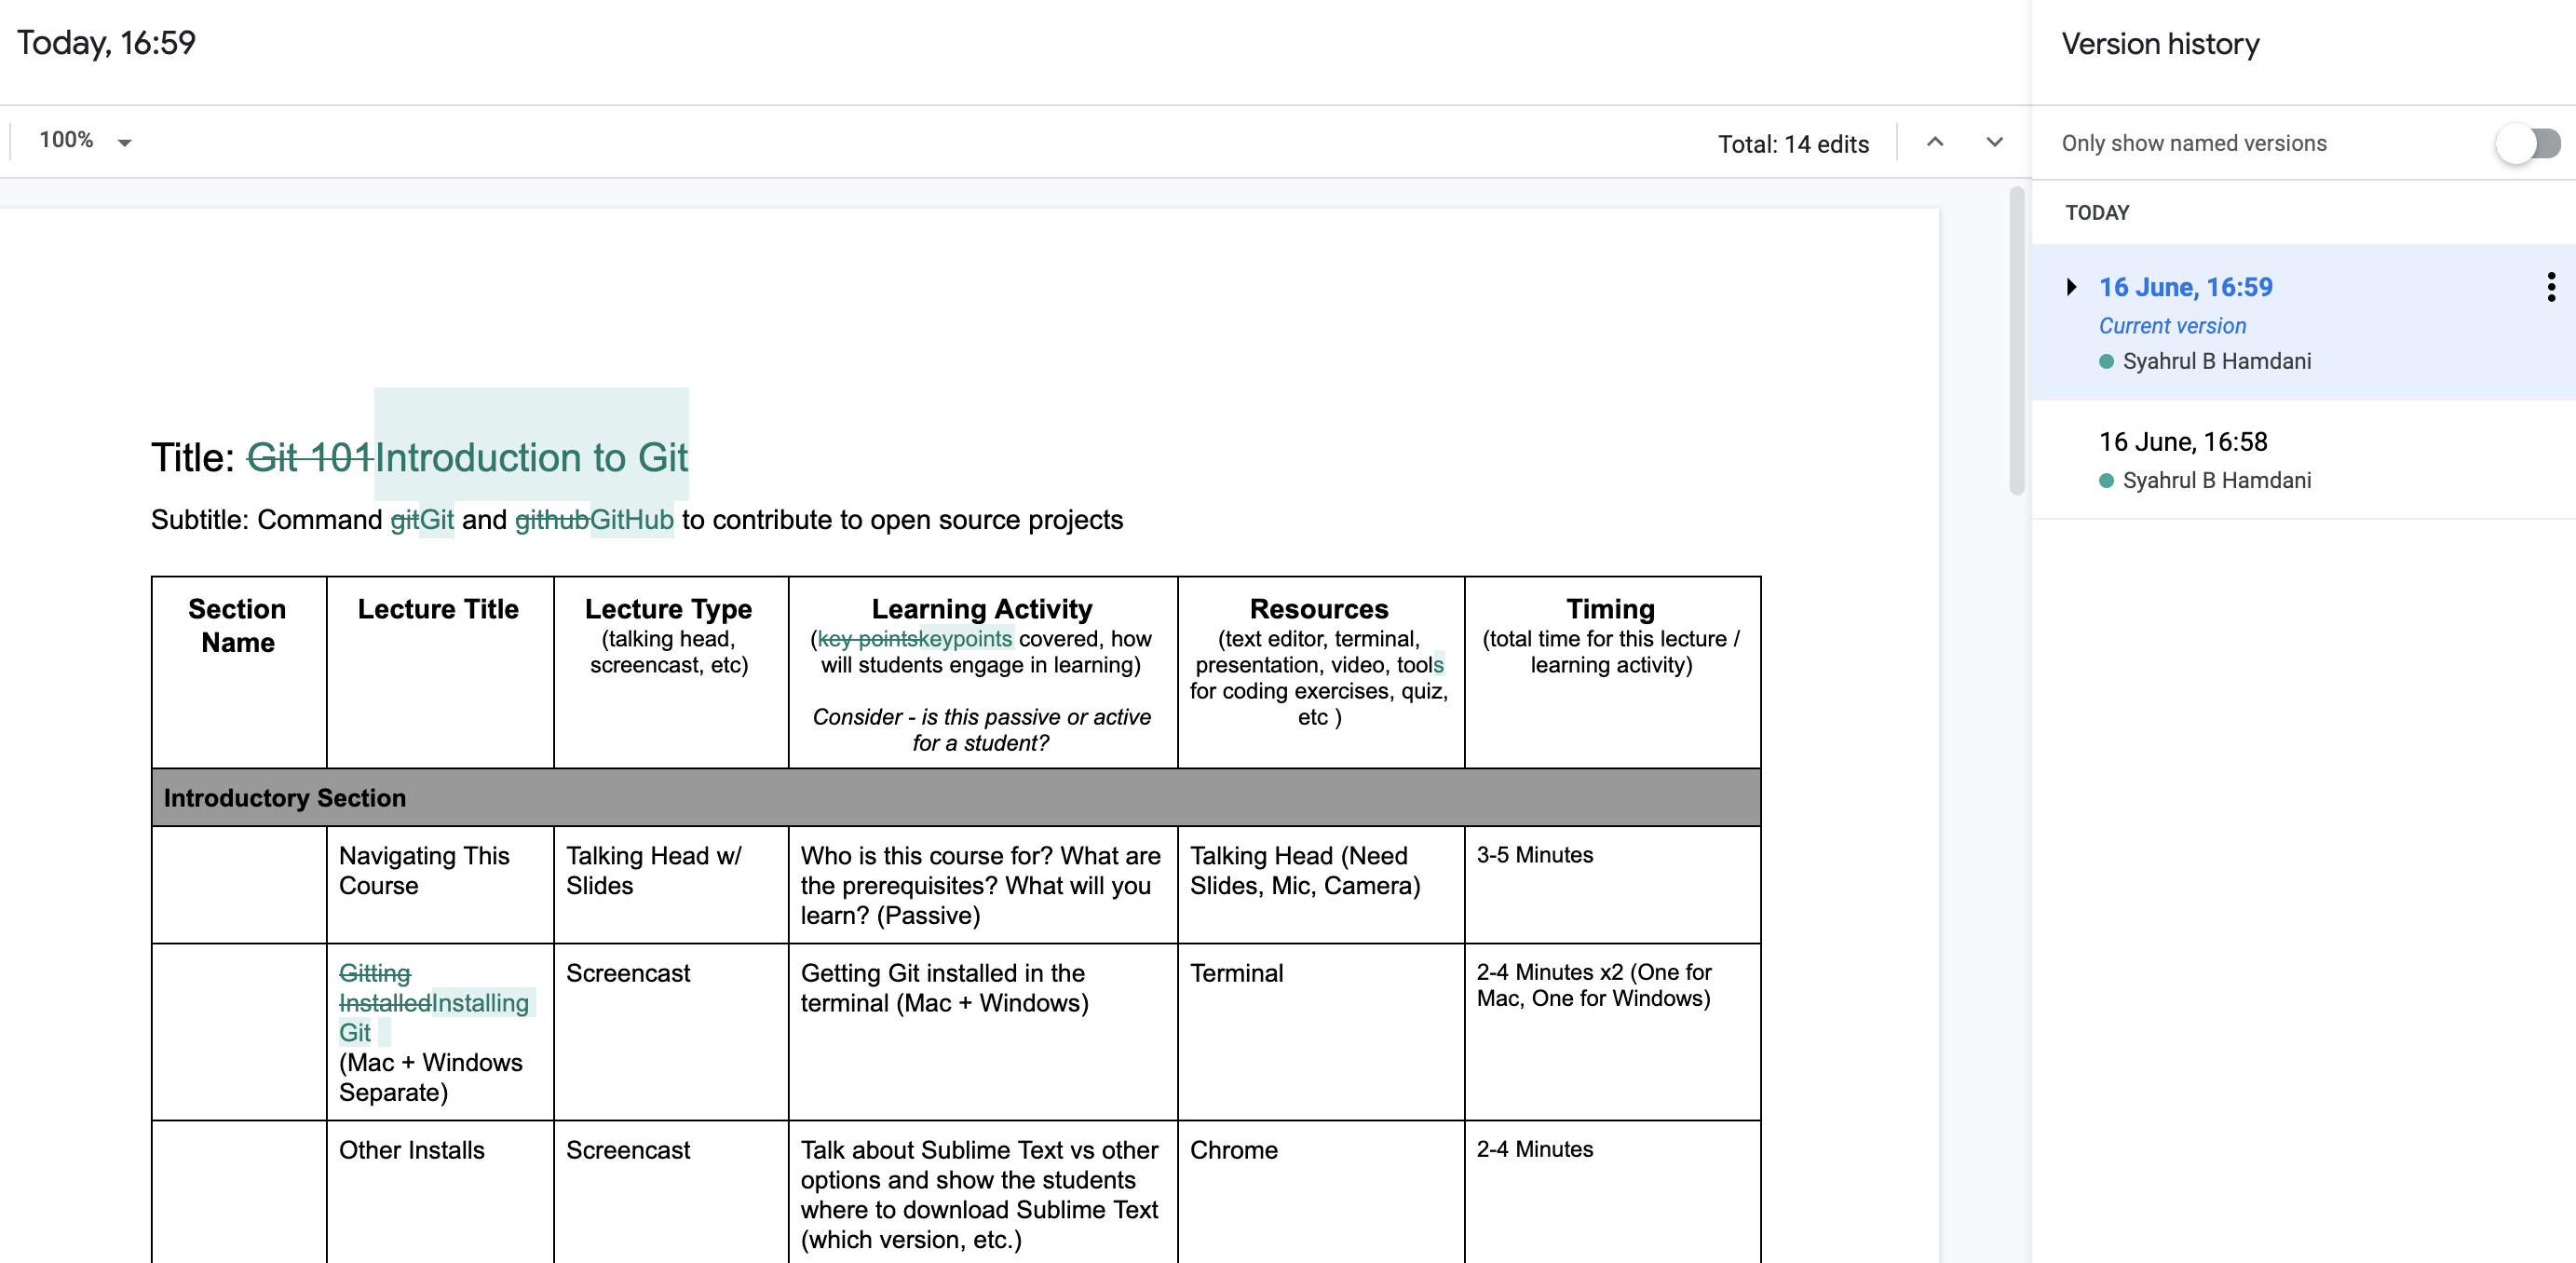 Today, 16:59
Version history
100%
Total: 14 edits
Only show named versions
TODAY
16 June, 16:59
Current version
Syahrul B Hamdani
16 June, 16:58
Syahrul B Hamdani
Title: Git 101Introduction to Git
Subtitle: Command gitGit and githubGitHub to contribute to open source projects
Section
Name
Lecture Title
Lecture Type
(talking head,
screencast, etc)
Learning Activity
(key pointskeypoints covered, how
will students engage in learning)
Consider - is this passive or active
for a student?
Resources
(text editor, terminal,
presentation, video, tools
for coding exercises, quiz,
etc )
Timing
(total time for this lecture /
learning activity)
Introductory Section
Navigating This
Course
Talking Head w/
Slides
Who is this course for? What are
the prerequisites? What will you
learn? (Passive)
Talking Head (Need
Slides, Mic, Camera)
3-5 Minutes
Gitting
InstalledInstalling
Git
(Mac + Windows
Separate)
Screencast
Getting Git installed in the
terminal (Mac + Windows)
Terminal
2-4 Minutes x2 (One for
Mac, One for Windows)
Other Installs
Screencast
Talk about Sublime Text vs other
options and show the students
where to download Sublime Text
(which version, etc.)
Chrome
2-4 Minutes